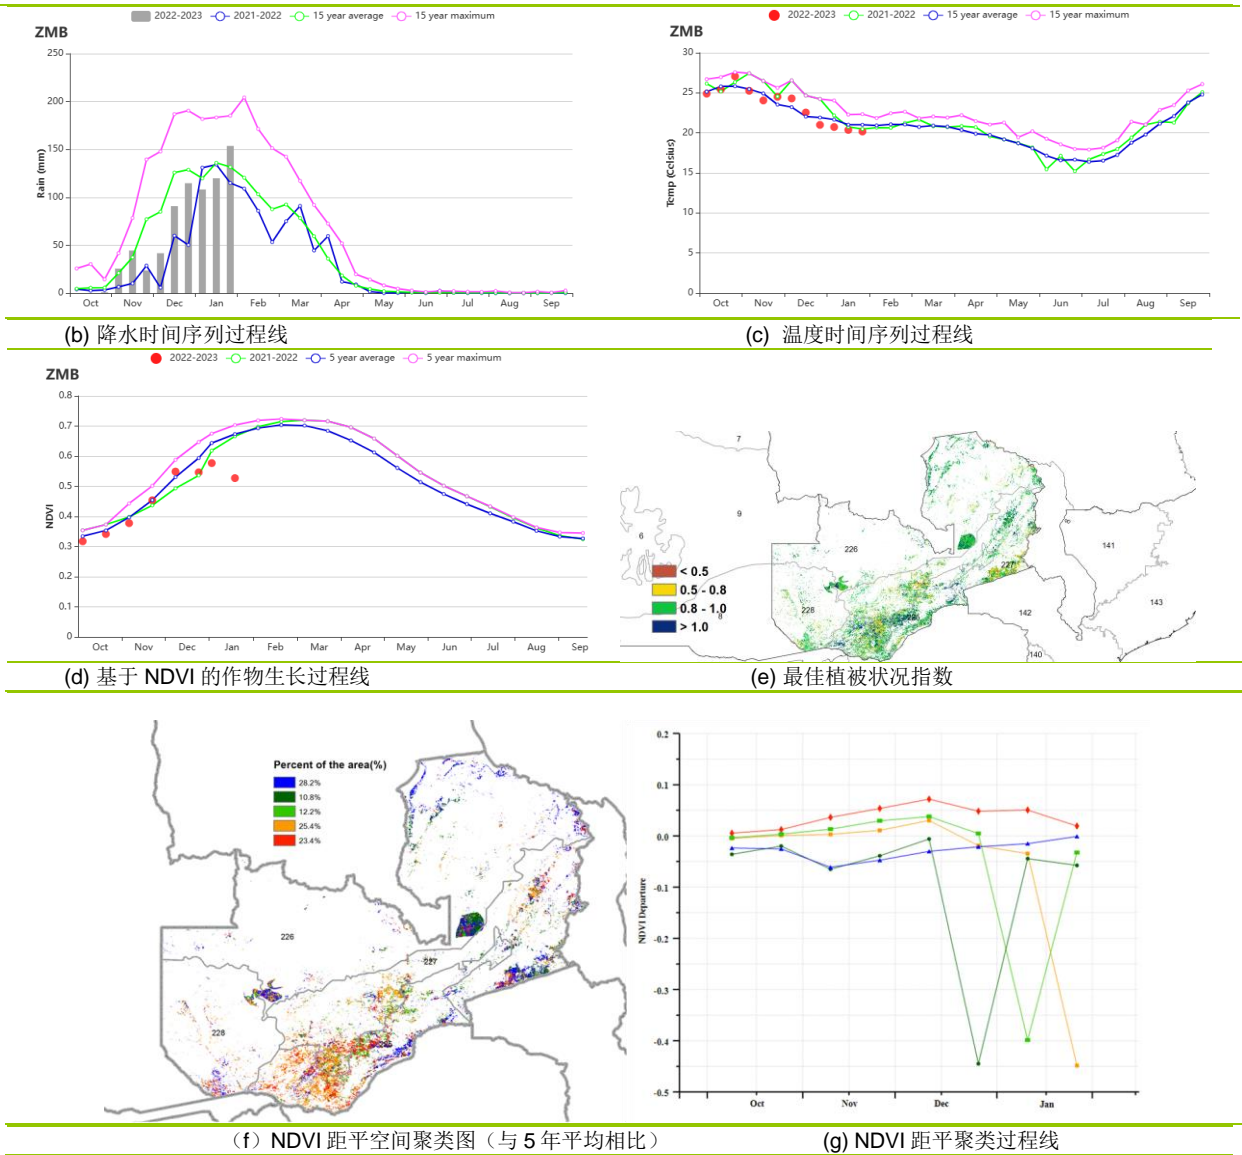 2022-2023 2021-2022 15 year average 15 year maximum
ZMB
Rain (mm)
250
200
150
100
50
0
Oct Nov Dec Jan Feb Mar Apr May Jun Jul Aug Sep
2022-2023 2021-2022 15 year average 15 year maximum
ZMB
Temp (Celsius)
30
25
20
15
10
5
0
Oct Nov Dec Jan Feb Mar Apr May Jun Jul Aug Sep
(b) 降水时间序列过程线
(c) 温度时间序列过程线
2022-2023 2021-2022 5 year average 5 year maximum
ZMB
NDVI
0.8
0.7
0.6
0.5
0.4
0.3
0.2
0.1
0
Oct Nov Dec Jan Feb Mar Apr May Jun Jul Aug Sep
7
9
6
226
227
228
8
141
142
143
140
< 0.5
0.5 - 0.8
0.8 - 1.0
> 1.0
(d) 基于 NDVI 的作物生长过程线
(e) 最佳植被状况指数
Percent of the area(%)
28.2%
10.8%
12.2%
25.4%
23.4%
226
227
228
NDVI Departure
0.2
0.1
0.0
-0.1
-0.2
-0.3
-0.4
-0.5
Oct Nov Dec Jan
（f）NDVI 距平空间聚类图（与 5 年平均相比）
(g) NDVI 距平聚类过程线